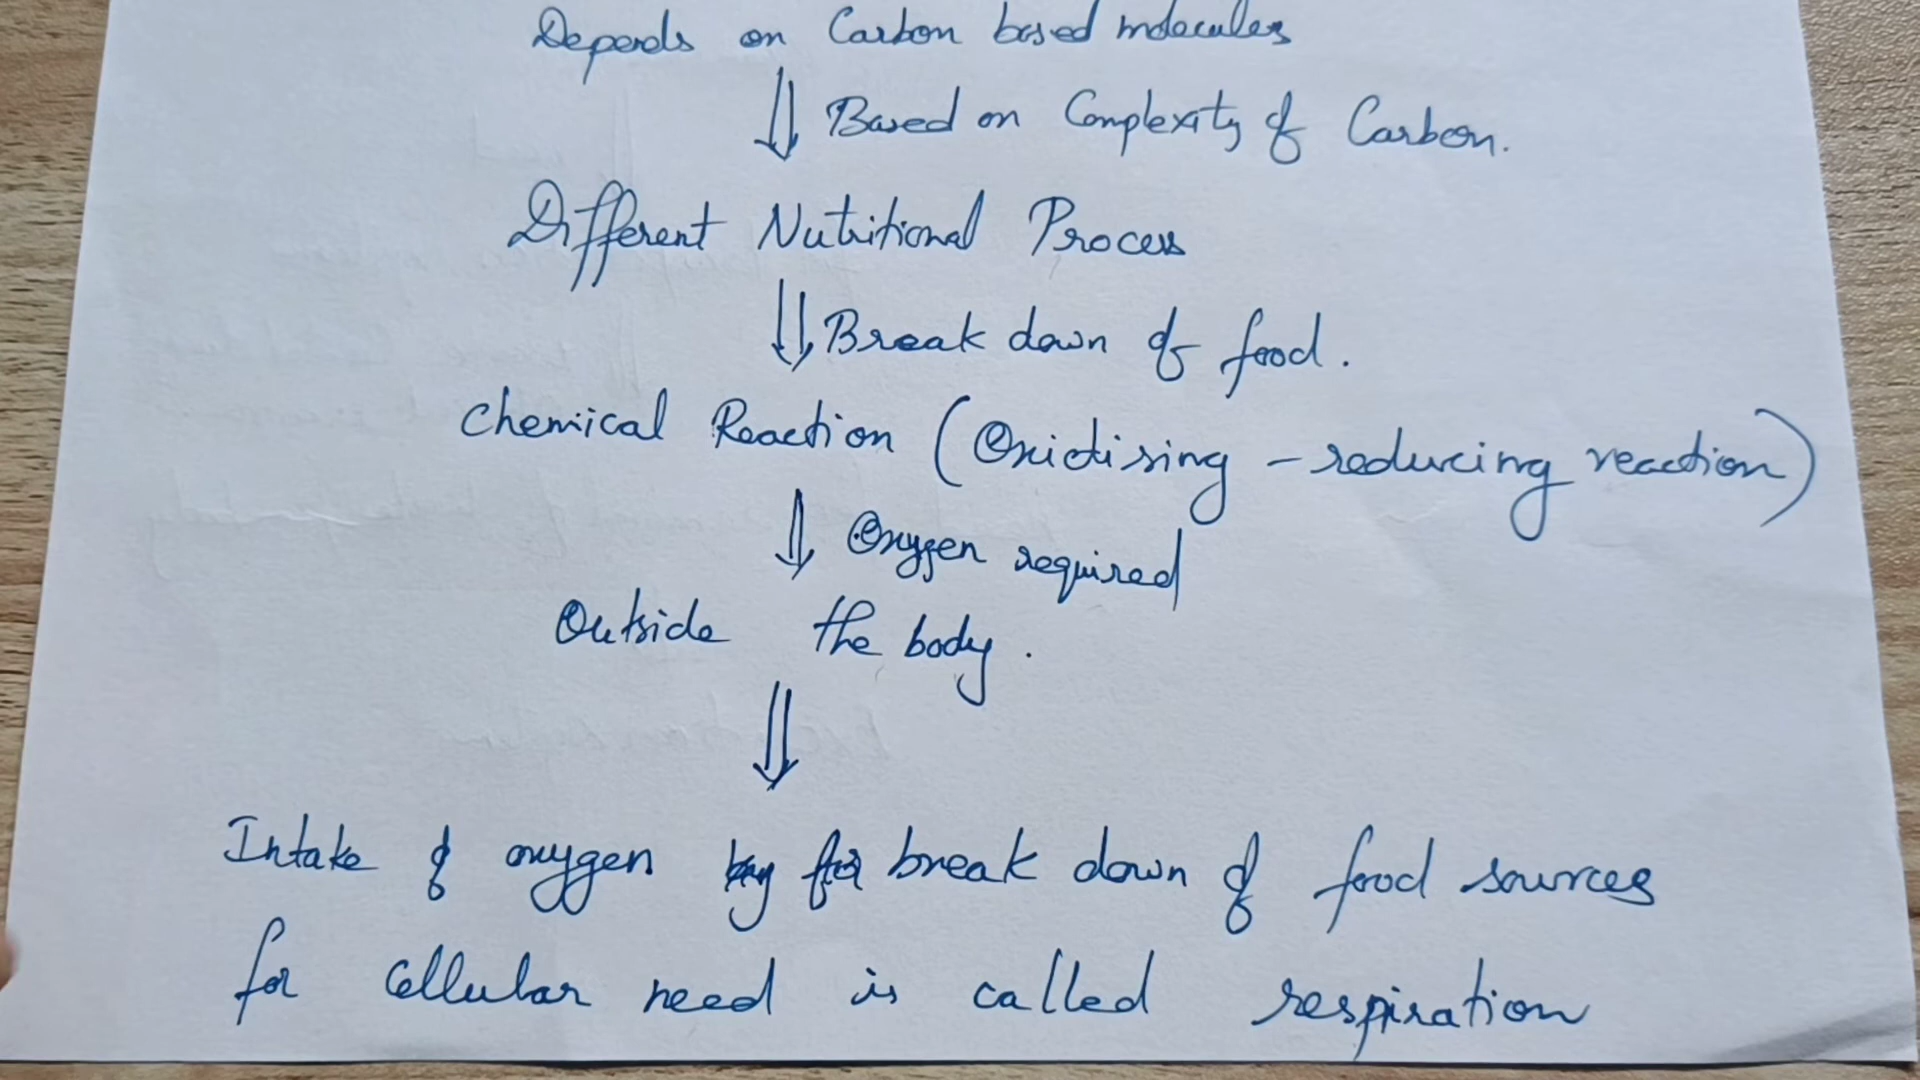 Depends on Carbon based molecules
⇓ Based on Complexity of Carbon.
Different Nutritional Process
⇓ Break down of food.
Chemical Reaction (Oxidising - reducing reaction)
⇓ Oxygen required
Outside the body.
⇓
Intake of oxygen for break down of food sources
for cellular need is called respiration